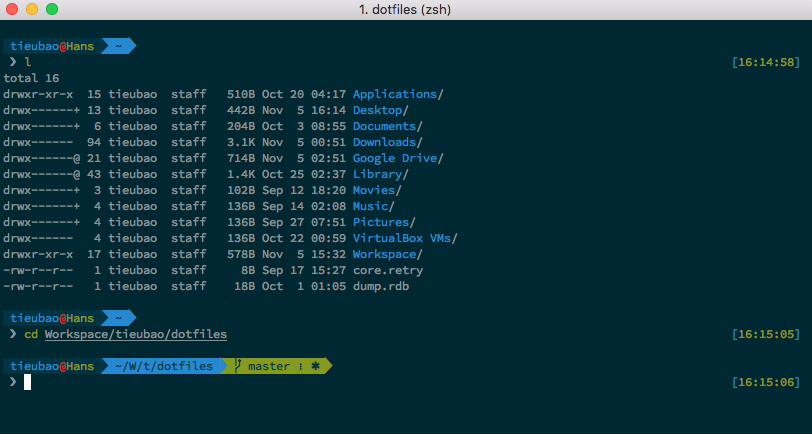 1. dotfiles (zsh)
tieubao@Hans ~
❯ l [16:14:58]
total 16
drwxr-xr-x 15 tieubao staff 510B Oct 20 04:17 Applications/
drwx------+ 13 tieubao staff 442B Nov 5 16:14 Desktop/
drwx------+ 6 tieubao staff 204B Oct 3 08:55 Documents/
drwx------ 94 tieubao staff 3.1K Nov 5 00:51 Downloads/
drwx------@ 21 tieubao staff 714B Nov 5 02:51 Google Drive/
drwx------@ 43 tieubao staff 1.4K Oct 25 02:37 Library/
drwx------+ 3 tieubao staff 102B Sep 12 18:20 Movies/
drwx------+ 4 tieubao staff 136B Sep 14 02:08 Music/
drwx------+ 4 tieubao staff 136B Sep 27 07:51 Pictures/
drwx------ 4 tieubao staff 136B Oct 22 00:59 VirtualBox VMs/
drwxr-xr-x 17 tieubao staff 578B Nov 5 15:32 Workspace/
-rw-r--r-- 1 tieubao staff 8B Sep 17 15:27 core.retry
-rw-r--r-- 1 tieubao staff 18B Oct 1 01:05 dump.rdb
tieubao@Hans ~
❯ cd Workspace/tieubao/dotfiles [16:15:05]
tieubao@Hans ~/W/t/dotfiles master : ✱
❯ [16:15:06]